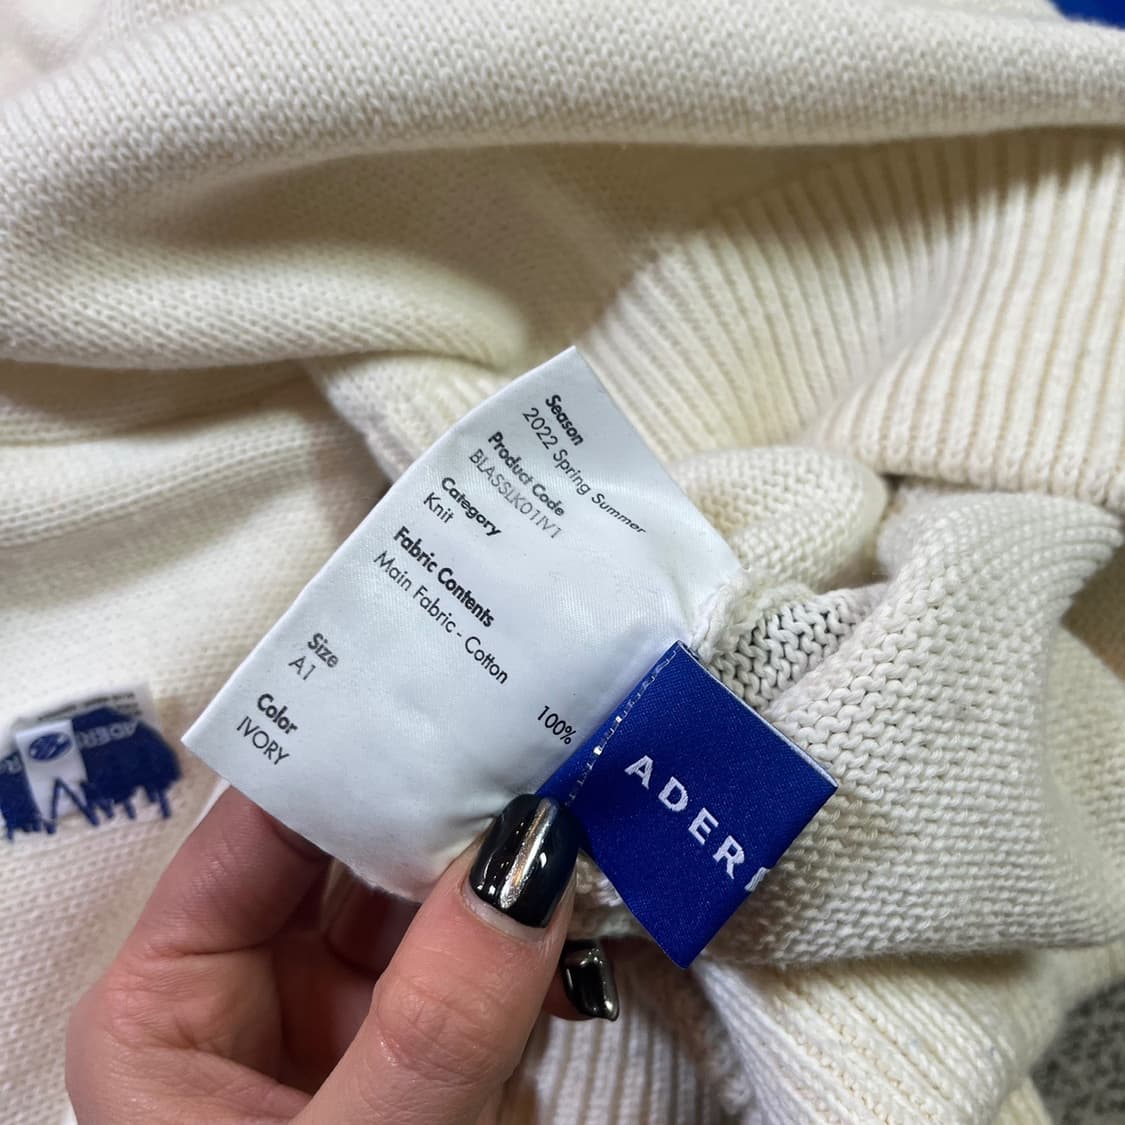 Season
2022 Spring Summer
Product Code
BLASSLK01IV1
Category
Knit
Fabric Contents
Main Fabric - Cotton
100%
Size
A1
Color
IVORY
ADER
ADER